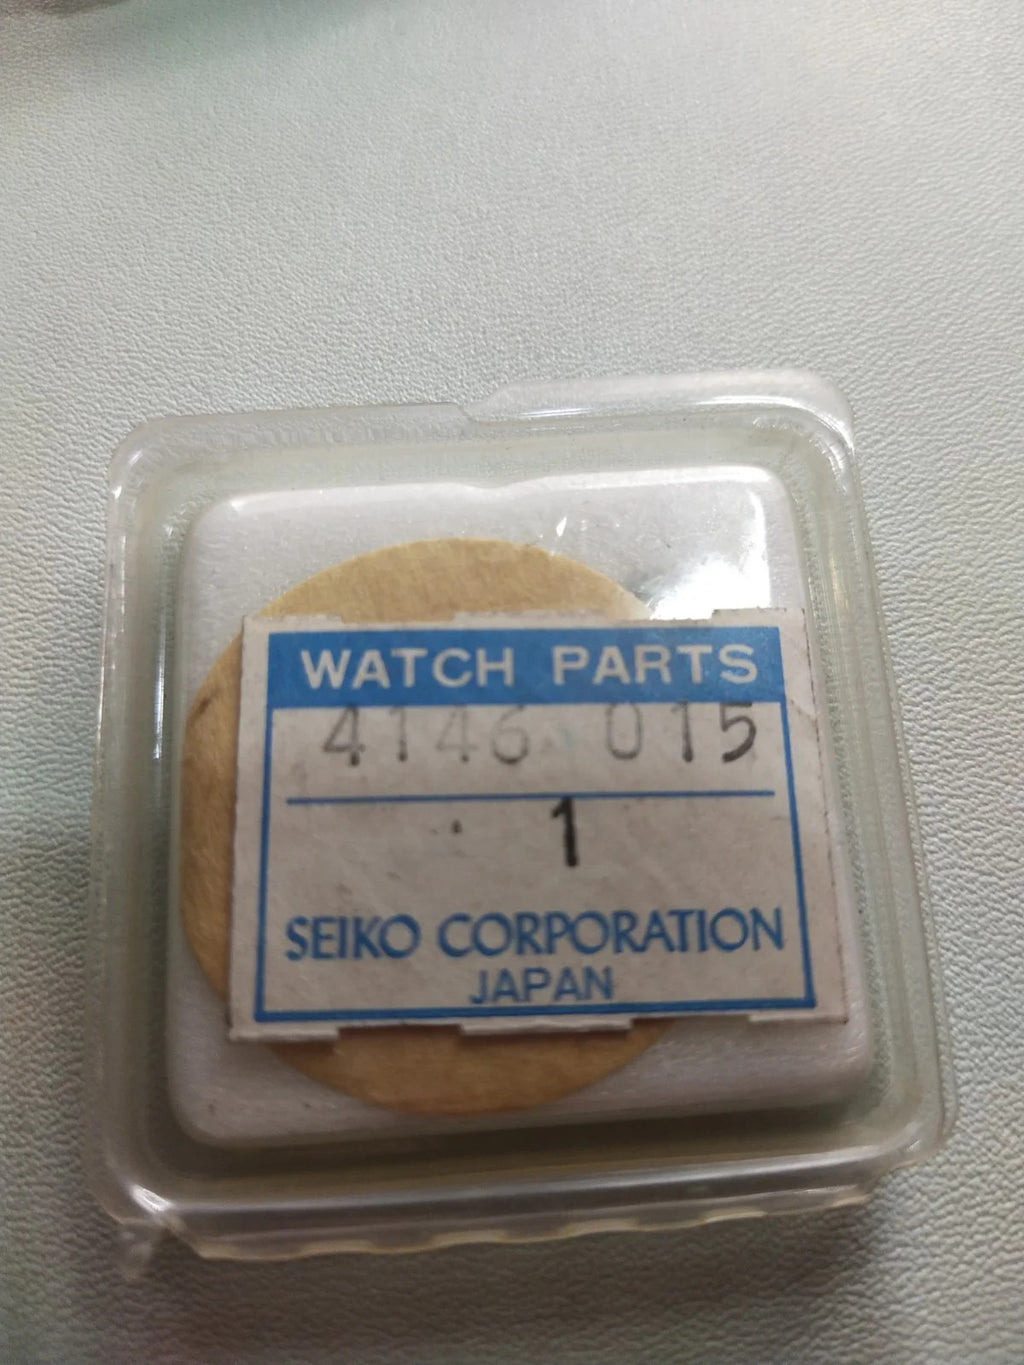 WATCH PARTS
4146 015
1
SEIKO CORPORATION
JAPAN